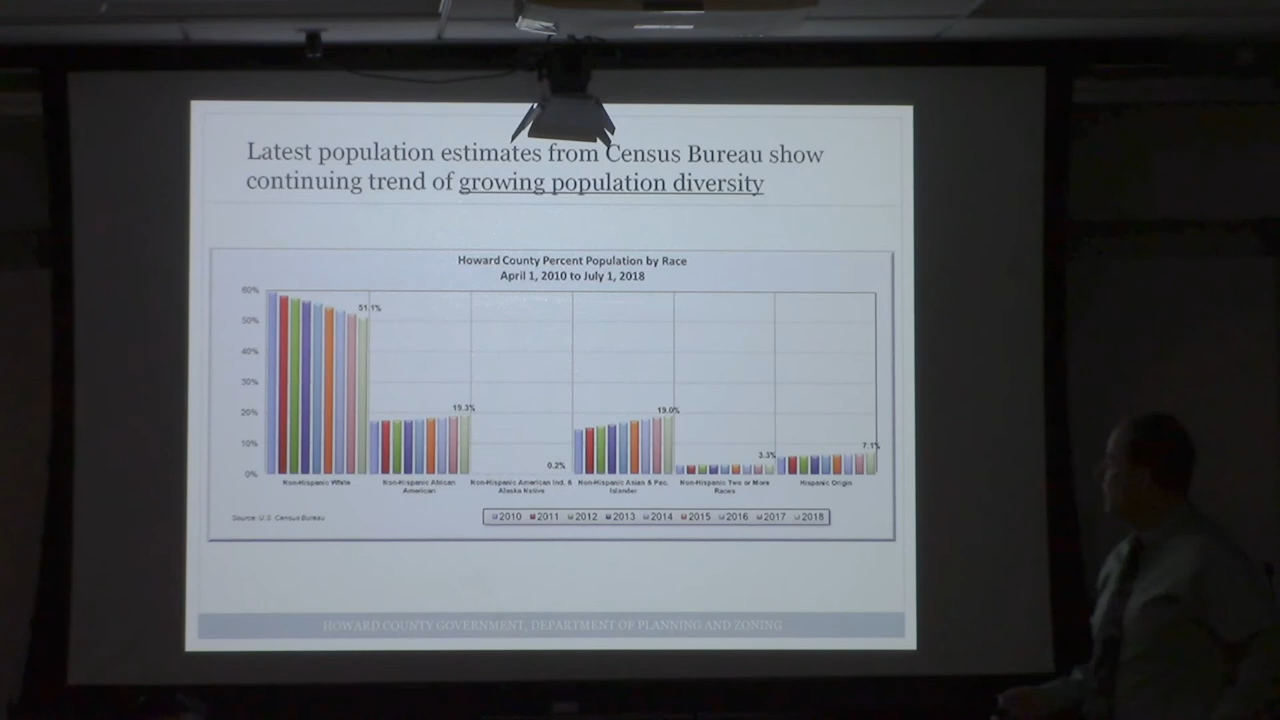 Latest population estimates from Census Bureau show
continuing trend of growing population diversity
Howard County Percent Population by Race
April 1, 2010 to July 1, 2018
60%
50%
40%
30%
20%
10%
0%
51.1%
19.3%
0.2%
19.0%
3.3%
7.1%
Non-Hispanic White
Non-Hispanic African
American
Non-Hispanic American Ind. &
Alaska Native
Non-Hispanic Asian & Pac.
Islander
Non-Hispanic Two or More
Races
Hispanic Origin
Source: U.S. Census Bureau
2010 2011 2012 2013 2014 2015 2016 2017 2018
HOWARD COUNTY GOVERNMENT, DEPARTMENT OF PLANNING AND ZONING